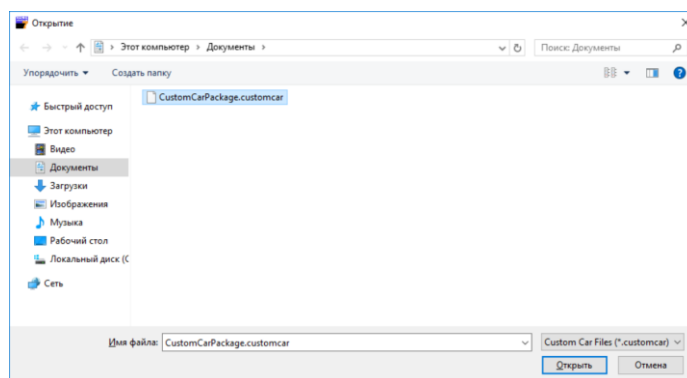 Открытие
Этот компьютер › Документы ›
Поиск: Документы
Упорядочить
Создать папку
Быстрый доступ
CustomCarPackage.customcar
Этот компьютер
Видео
Документы
Загрузки
Изображения
Музыка
Рабочий стол
Локальный диск (C
Сеть
Имя файла: CustomCarPackage.customcar
Custom Car Files (*.customcar)
Открыть
Отмена